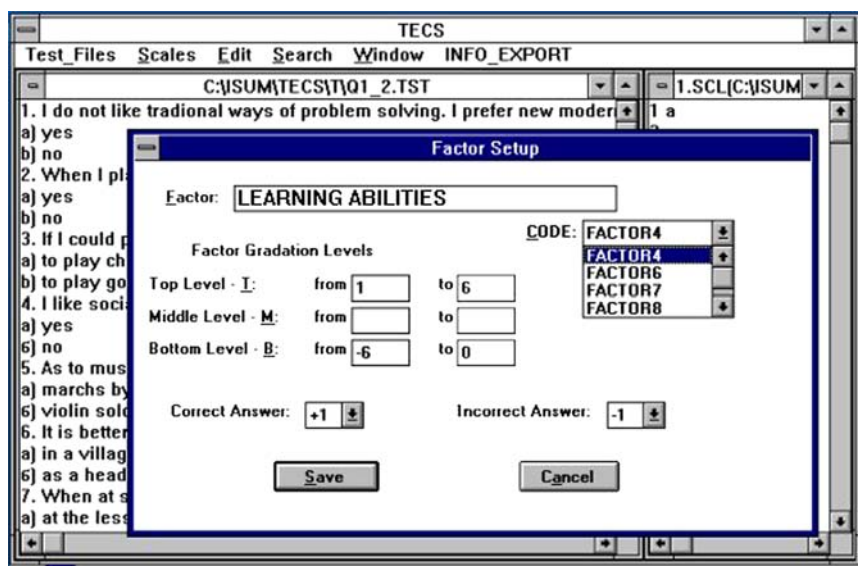 TECS
Test_Files Scales Edit Search Window INFO_EXPORT
C:\ISUM\TECS\T\Q1_2.TST
1.SCL(C:\ISUM
1. I do not like tradional ways of problem solving. I prefer new moder
1 a
a) yes
b) no
2. When I pl
a) yes
b) no
3. If I could p
a) to play ch
b) to play go
4. I like soci
a) yes
б) no
5. As to mus
a) marchs by
б) violin solo
6. It is better
a) in a villag
б) as a head
7. When at s
a) at the less
Factor Setup
Factor: LEARNING ABILITIES
CODE: FACTOR4
FACTOR4
FACTOR6
FACTOR7
FACTOR8
Factor Gradation Levels
Top Level - T: from 1 to 6
Middle Level - M: from to
Bottom Level - B: from -6 to 0
Correct Answer: +1 Incorrect Answer: -1
Save Cancel